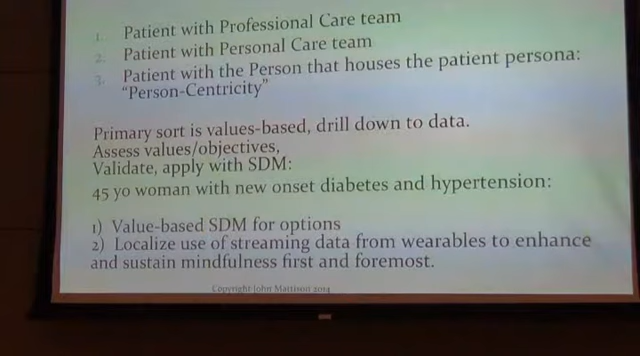 1. Patient with Professional Care team
2. Patient with Personal Care team
3. Patient with the Person that houses the patient persona:
"Person-Centricity"
Primary sort is values-based, drill down to data.
Assess values/objectives,
Validate, apply with SDM:
45 yo woman with new onset diabetes and hypertension:
1) Value-based SDM for options
2) Localize use of streaming data from wearables to enhance
and sustain mindfulness first and foremost.
Copyright John Mattison 2014